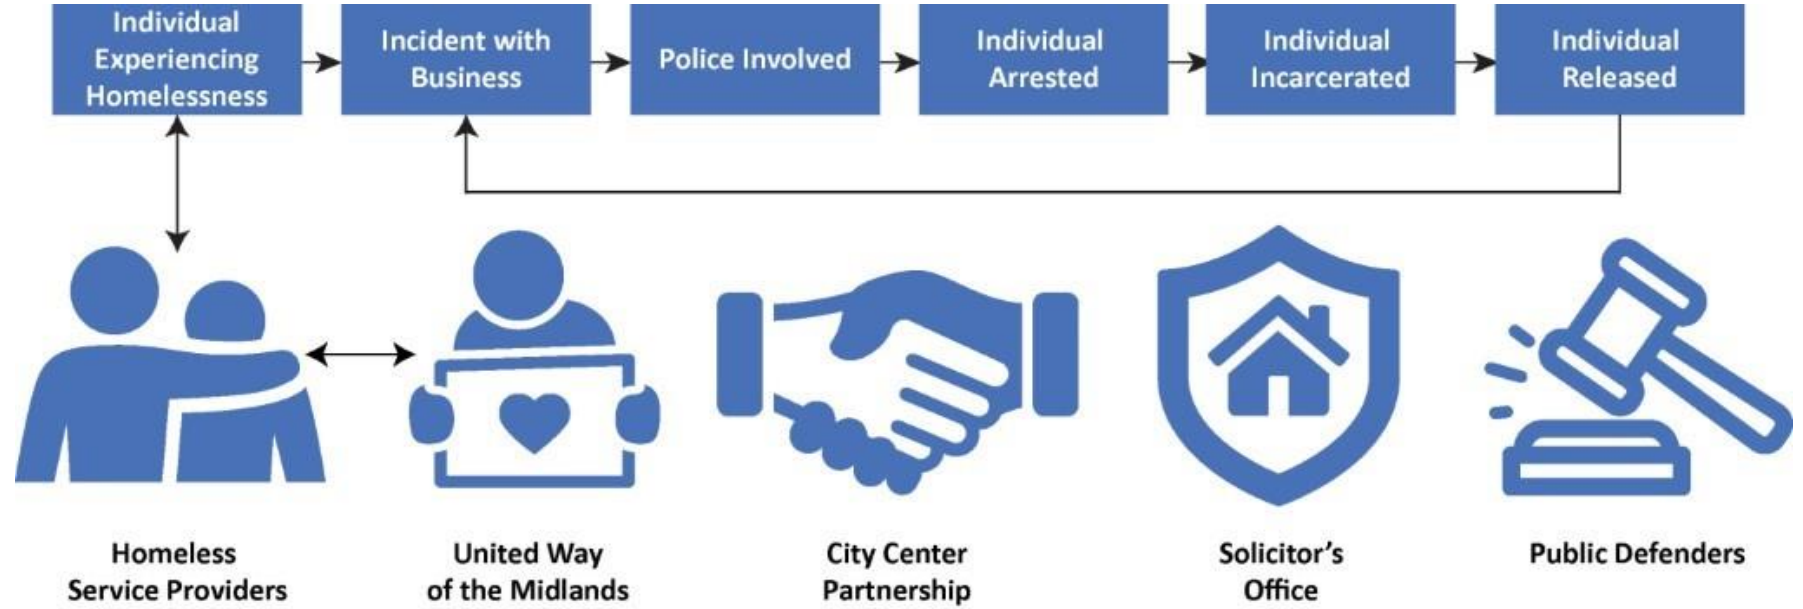 Individual
Experiencing
Homelessness
Incident with
Business
Police Involved
Individual
Arrested
Individual
Incarcerated
Individual
Released
Homeless
Service Providers
United Way
of the Midlands
City Center
Partnership
Solicitor's
Office
Public Defenders